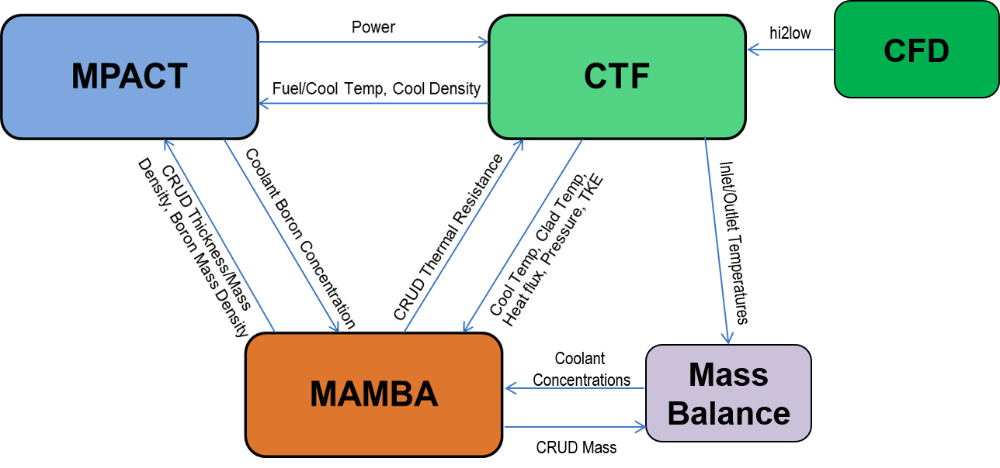 Power
hi2low
MPACT
CTF
CFD
Fuel/Cool Temp, Cool Density
CRUD Thickness/Mass
Density, Boron Mass Density
Coolant Boron Concentration
CRUD Thermal Resistance
Cool Temp, Clad Temp,
Heat flux, Pressure, TKE
Inlet/Outlet Temperatures
MAMBA
Coolant
Concentrations
Mass
Balance
CRUD Mass